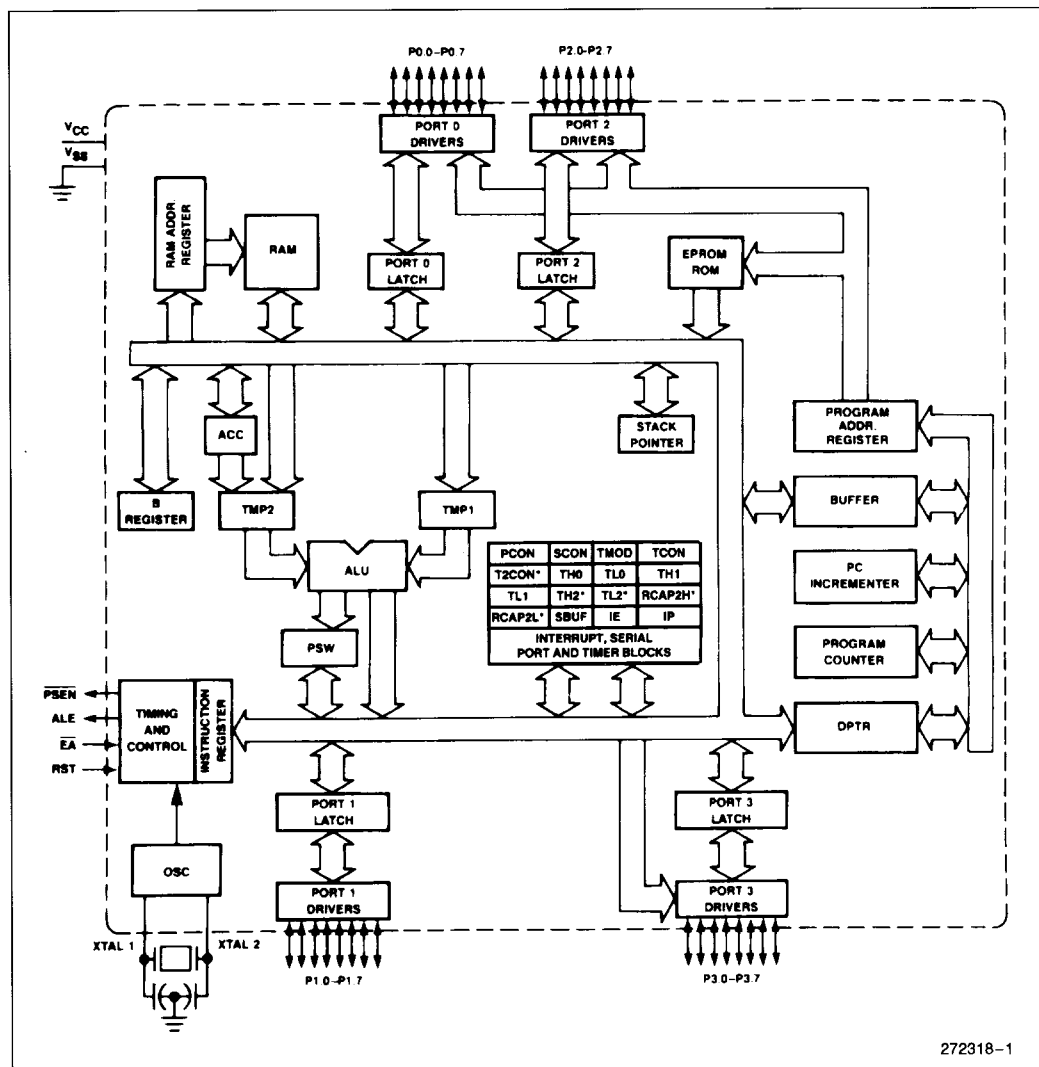 P0.0–P0.7
P2.0–P2.7
VCC
VSS
PORT 0
DRIVERS
PORT 2
DRIVERS
RAM ADDR.
REGISTER
RAM
PORT 0
LATCH
PORT 2
LATCH
EPROM
ROM
ACC
STACK
POINTER
PROGRAM
ADDR.
REGISTER
B
REGISTER
TMP2
TMP1
BUFFER
ALU
PCON SCON TMOD TCON
T2CON* TH0 TL0 TH1
TL1 TH2* TL2* RCAP2H*
RCAP2L* SBUF IE IP
INTERRUPT, SERIAL
PORT AND TIMER BLOCKS
PC
INCREMENTER
PSW
PROGRAM
COUNTER
PSEN
ALE
EA
RST
TIMING
AND
CONTROL
INSTRUCTION
REGISTER
DPTR
PORT 1
LATCH
PORT 3
LATCH
OSC
PORT 1
DRIVERS
PORT 3
DRIVERS
XTAL 1
XTAL 2
P1.0–P1.7
P3.0–P3.7
272318–1